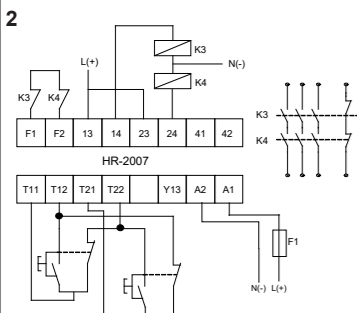 2
K3
L(+)
N(-)
K4
K3 K4
K3
K4
F1 F2 13 14 23 24 41 42
HR-2007
T11 T12 T21 T22 Y13 A2 A1
F1
N(-) L(+)